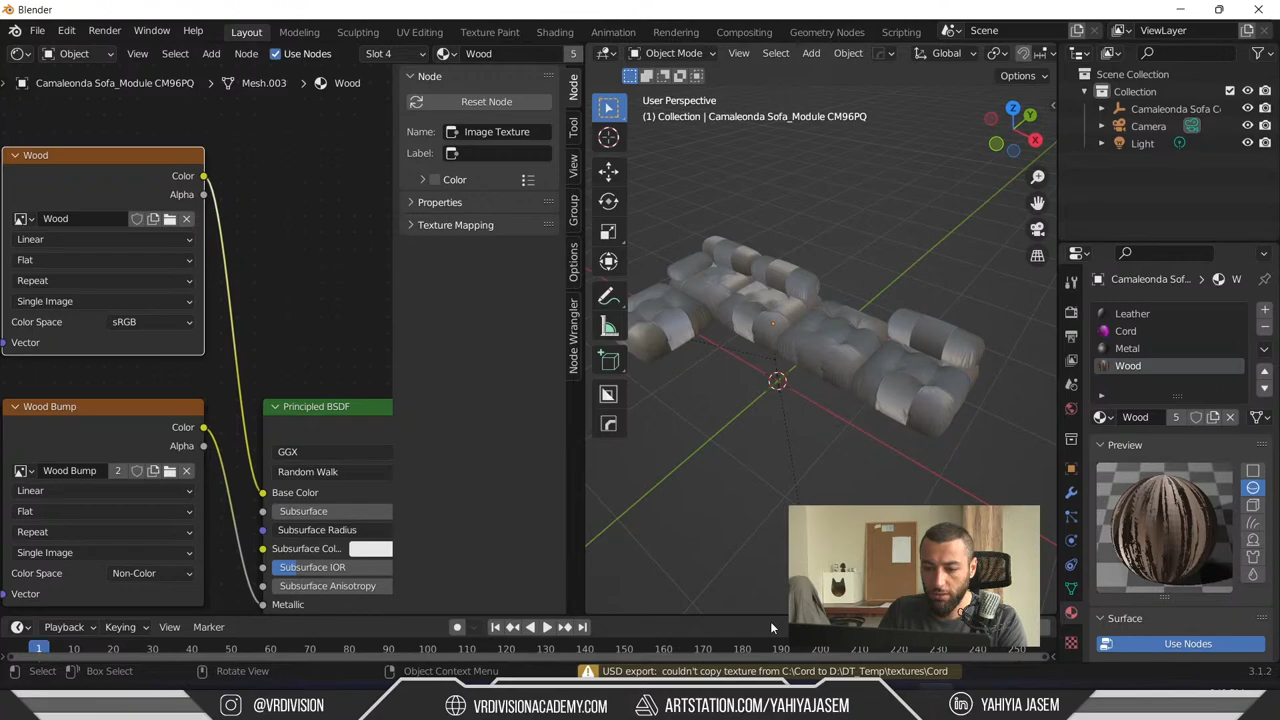 Blender
File Edit Render Window Help
Layout Modeling Sculpting UV Editing Texture Paint Shading Animation Rendering Compositing Geometry Nodes Scripting
Scene
ViewLayer
Object View Select Add Node Use Nodes Slot 4 Wood 5
Object Mode View Select Add Object Global
Options
Camaleonda Sofa_Module CM96PQ > Mesh.003 > Wood
Wood
Color
Alpha
Wood
Linear
Flat
Repeat
Single Image
Color Space sRGB
Vector
Wood Bump
Color
Alpha
Wood Bump 2
Linear
Flat
Repeat
Single Image
Color Space Non-Color
Vector
Principled BSDF
GGX
Random Walk
Base Color
Subsurface
Subsurface Radius
Subsurface Col...
Subsurface IOR
Subsurface Anisotropy
Metallic
Node
Reset Node
Name: Image Texture
Label:
Color
Properties
Texture Mapping
Node
Tool
View
Group
Options
Node Wrangler
User Perspective
(1) Collection | Camaleonda Sofa_Module CM96PQ
Z
Y
X
Scene Collection
Collection
Camaleonda Sofa Co
Camera
Light
Camaleonda Sof... > W
Leather
Cord
Metal
Wood
Wood 5
Preview
Surface
Use Nodes
Playback Keying View Marker
1 10 20 30 40 50 60 70 80 90 100 110 120 130 140 150 160 170 180 190 200 210 220 230 240 250
Select Box Select Rotate View Object Context Menu
USD export: couldn't copy texture from C:\Cord to D:\DT_Temp\textures\Cord
3.1.2
@VRDIVISION
VRDIVISIONACADEMY.COM
ARTSTATION.COM/YAHIYAJASEM
YAHIYIA JASEM